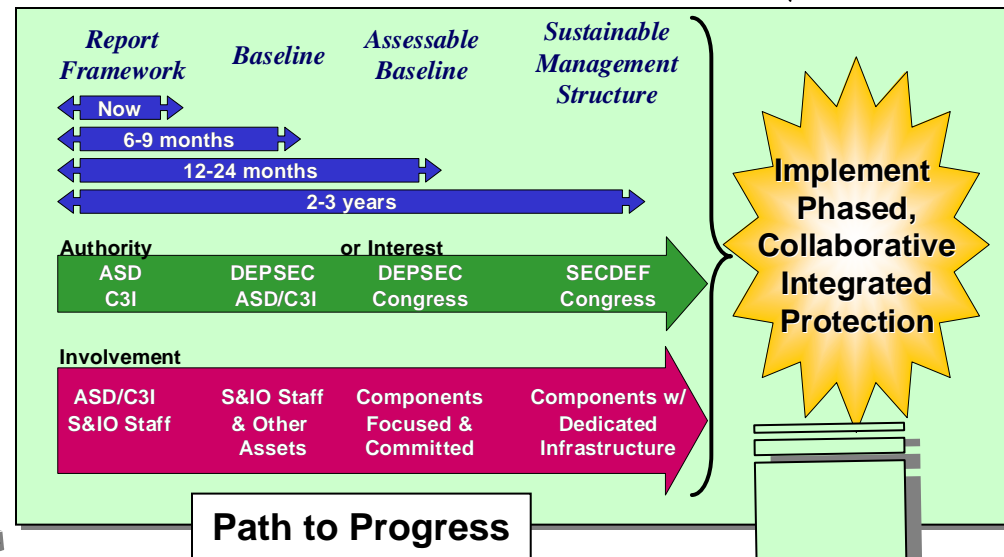 Report
Framework
Baseline
Assessable
Baseline
Sustainable
Management
Structure
Now
6-9 months
12-24 months
2-3 years
Authority or Interest
ASD
C3I
DEPSEC
ASD/C3I
DEPSEC
Congress
SECDEF
Congress
Involvement
ASD/C3I
S&IO Staff
S&IO Staff
& Other
Assets
Components
Focused &
Committed
Components w/
Dedicated
Infrastructure
Implement
Phased,
Collaborative
Integrated
Protection
Path to Progress